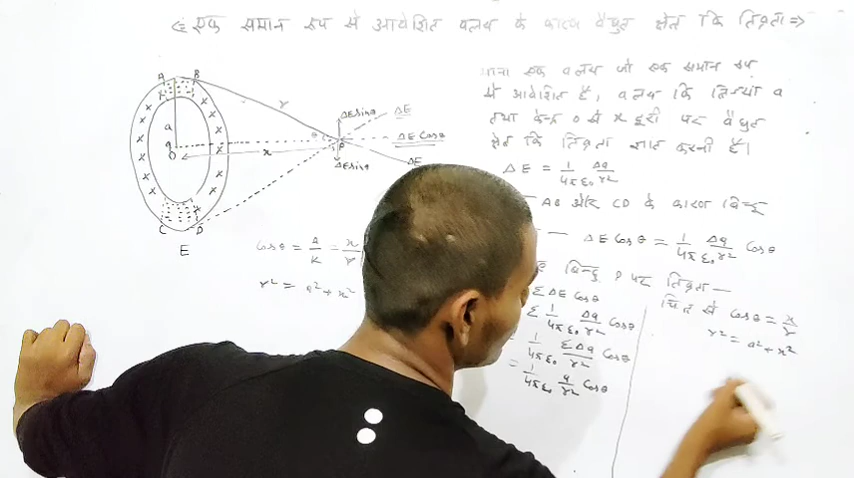 ⇐ एक समान रूप से आवेशित वलय के कारण वैधुत क्षेत्र कि तिव्रता ⇒
माना एक वलय जो एक समान रूप
से आवेशित है, वलय कि त्रिज्या a
तथा केन्द्र O से x दूरी पर वैधुत
क्षेत्र कि तिव्रता ज्ञात करनी है।
ΔE = 1/4πε₀ Δq/r²
AB और CD के कारण बिन्दू
ΔE Cosθ = 1/4πε₀ Δq/r² Cosθ
बिन्दु P पर तिव्रता —
Σ ΔE Cosθ
Σ 1/4πε₀ Δq/r² Cosθ
1/4πε₀ ΣΔq/r² Cosθ
= 1/4πε₀ q/r² Cosθ
चित्र से Cosθ = x/r
r² = a² + x²
A B
r
a
O
x
θ
P
ΔE sinθ
ΔE
ΔE Cosθ
ΔE sinθ
ΔE
C D
E
Cosθ = A/K = x/r
r² = a² + x²